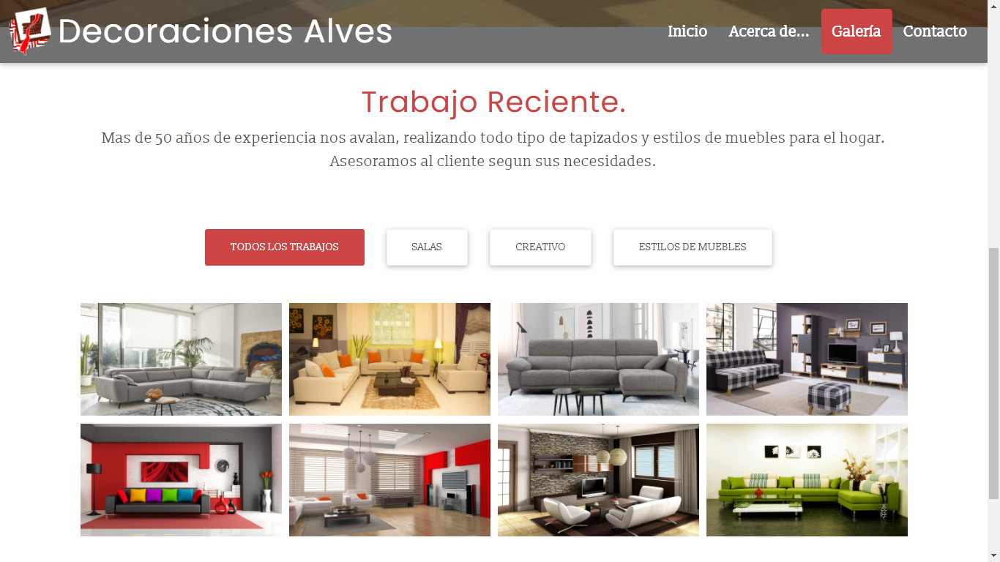 Decoraciones Alves
Inicio Acerca de... Galería Contacto
Trabajo Reciente.
Mas de 50 años de experiencia nos avalan, realizando todo tipo de tapizados y estilos de muebles para el hogar.
Asesoramos al cliente segun sus necesidades.
TODOS LOS TRABAJOS SALAS CREATIVO ESTILOS DE MUEBLES